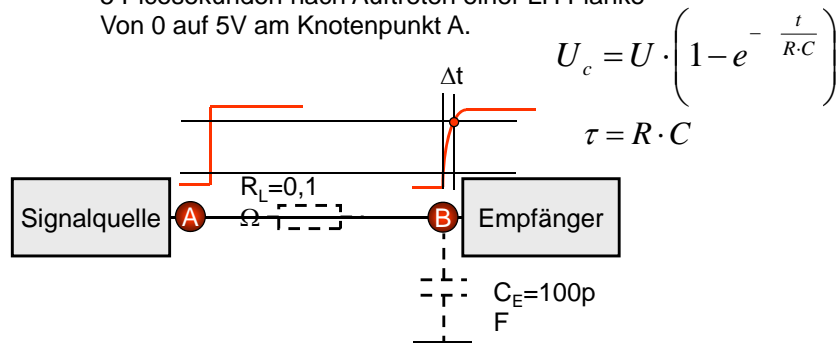 Von 0 auf 5V am Knotenpunkt A.
U_c = U · (1 − e^(− t / R·C))
Δt
τ = R · C
R_L=0,1
Ω
Signalquelle
A
B
Empfänger
C_E=100p
F